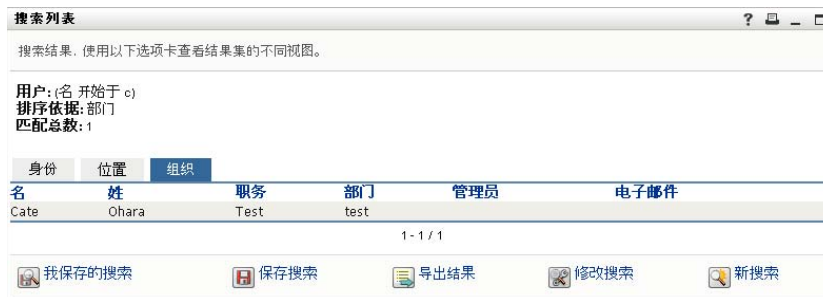 搜索列表
搜索结果. 使用以下选项卡查看结果集的不同视图。
用户: (名 开始于 c)
排序依据: 部门
匹配总数: 1
身份 位置 组织
名 姓 职务 部门 管理员 电子邮件
Cate Ohara Test test
1 - 1 / 1
我保存的搜索 保存搜索 导出结果 修改搜索 新搜索